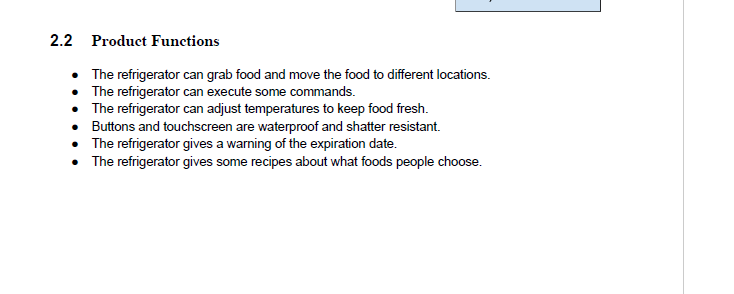 2.2 Product Functions
● The refrigerator can grab food and move the food to different locations.
● The refrigerator can execute some commands.
● The refrigerator can adjust temperatures to keep food fresh.
● Buttons and touchscreen are waterproof and shatter resistant.
● The refrigerator gives a warning of the expiration date.
● The refrigerator gives some recipes about what foods people choose.